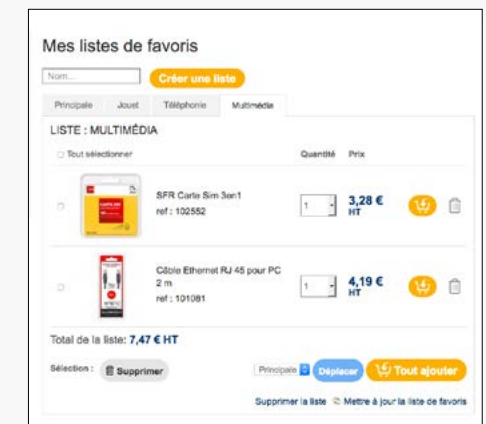 Mes listes de favoris
Nom... Créer une liste
Principale Jouet Téléphonie Multimédia
LISTE : MULTIMÉDIA
Tout sélectionner Quantité Prix
SFR Carte Sim 3en1
ref : 102552
1 3,28 €
HT
Câble Ethernet RJ 45 pour PC
2 m
ref : 101081
1 4,19 €
HT
Total de la liste: 7,47 € HT
Sélection : Supprimer Principale Déplacer Tout ajouter
Supprimer la liste Mettre à jour la liste de favoris